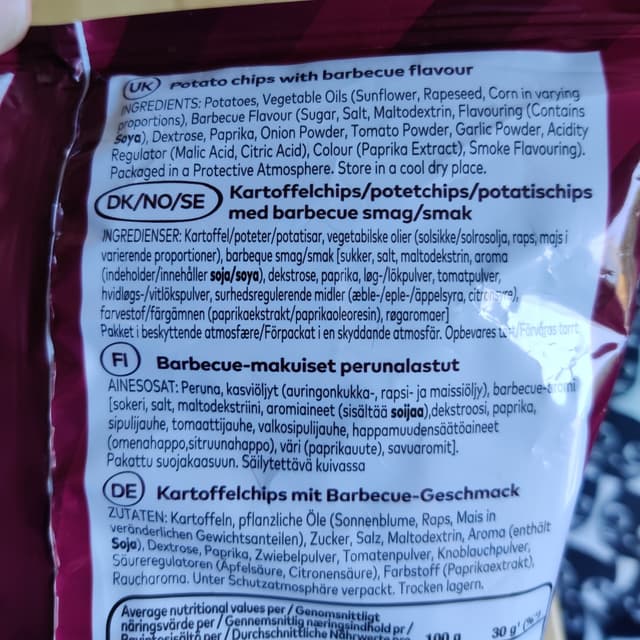 UK Potato chips with barbecue flavour
INGREDIENTS: Potatoes, Vegetable Oils (Sunflower, Rapeseed, Corn in varying
proportions), Barbecue Flavour (Sugar, Salt, Maltodextrin, Flavouring (Contains
Soya), Dextrose, Paprika, Onion Powder, Tomato Powder, Garlic Powder, Acidity
Regulator (Malic Acid, Citric Acid), Colour (Paprika Extract), Smoke Flavouring).
Packaged in a Protective Atmosphere. Store in a cool dry place.
DK/NO/SE Kartoffelchips/potetchips/potatischips
med barbecue smag/smak
INGREDIENSER: Kartoffel/poteter/potatisar, vegetabilske olier (solsikke/solrosolja, raps, majs i
varierende proportioner), barbeque smag/smak [sukker, salt, maltodekstrin, aroma
(indeholder/innehåller soja/soya), dekstrose, paprika, løg-/lökpulver, tomatpulver,
hvidløgs-/vitlökspulver, surhedsregulerende midler (æble-/eple-/äppelsyra, citronsyre),
farvestof/färgämnen (paprikaekstrakt/paprikaoleoresin), røgaromaer]
Pakket i beskyttende atmosfære/Förpackat i en skyddande atmosfär. Opbevares tørt/Förvaras torrt
FI Barbecue-makuiset perunalastut
AINESOSAT: Peruna, kasviöljyt (auringonkukka-, rapsi- ja maissiöljy), barbecue-aromi
[sokeri, salt, maltodekstriini, aromiaineet (sisältää soijaa),dekstroosi, paprika,
sipulijauhe, tomaattijauhe, valkosipulijauhe, happamuudensäätöaineet
(omenahappo,sitruunahappo), väri (paprikauute), savuaromit].
Pakattu suojakaasuun. Säilytettävä kuivassa
DE Kartoffelchips mit Barbecue-Geschmack
ZUTATEN: Kartoffeln, pflanzliche Öle (Sonnenblume, Raps, Mais in
veränderlichen Gewichtsanteilen), Zucker, Salz, Maltodextrin, Aroma (enthält
Soja), Dextrose, Paprika, Zwiebelpulver, Tomatenpulver, Knoblauchpulver,
Säureregulatoren (Äpfelsäure, Citronensäure), Farbstoff (Paprikaextrakt),
Raucharoma. Unter Schutzatmosphäre verpackt. Trocken lagern.
Average nutritional values per / Genomsnittligt
näringsvärde per / Gennemsnitlig næringsindhold pr /
per / Durchschnittliche 100 g 30 g